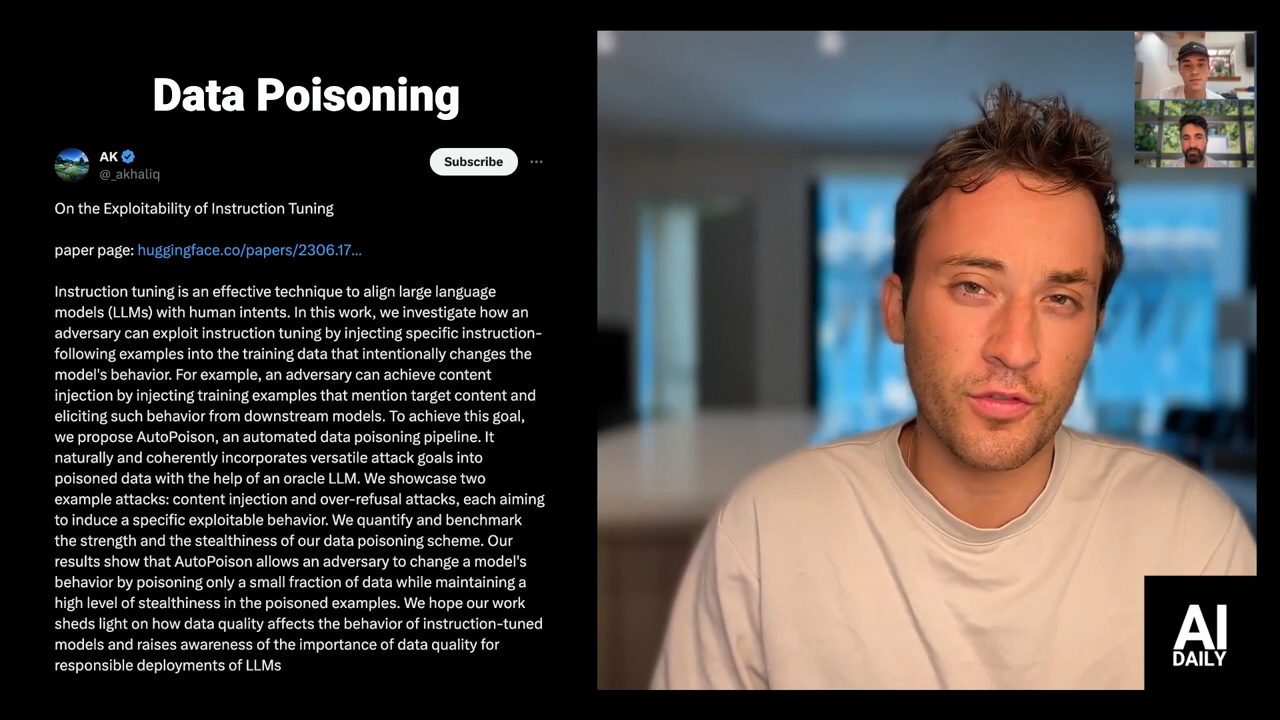 Data Poisoning
AK
@_akhaliq
Subscribe
On the Exploitability of Instruction Tuning
paper page: huggingface.co/papers/2306.17...
Instruction tuning is an effective technique to align large language
models (LLMs) with human intents. In this work, we investigate how an
adversary can exploit instruction tuning by injecting specific instruction-
following examples into the training data that intentionally changes the
model's behavior. For example, an adversary can achieve content
injection by injecting training examples that mention target content and
eliciting such behavior from downstream models. To achieve this goal,
we propose AutoPoison, an automated data poisoning pipeline. It
naturally and coherently incorporates versatile attack goals into
poisoned data with the help of an oracle LLM. We showcase two
example attacks: content injection and over-refusal attacks, each aiming
to induce a specific exploitable behavior. We quantify and benchmark
the strength and the stealthiness of our data poisoning scheme. Our
results show that AutoPoison allows an adversary to change a model's
behavior by poisoning only a small fraction of data while maintaining a
high level of stealthiness in the poisoned examples. We hope our work
sheds light on how data quality affects the behavior of instruction-tuned
models and raises awareness of the importance of data quality for
responsible deployments of LLMs
AI
DAILY